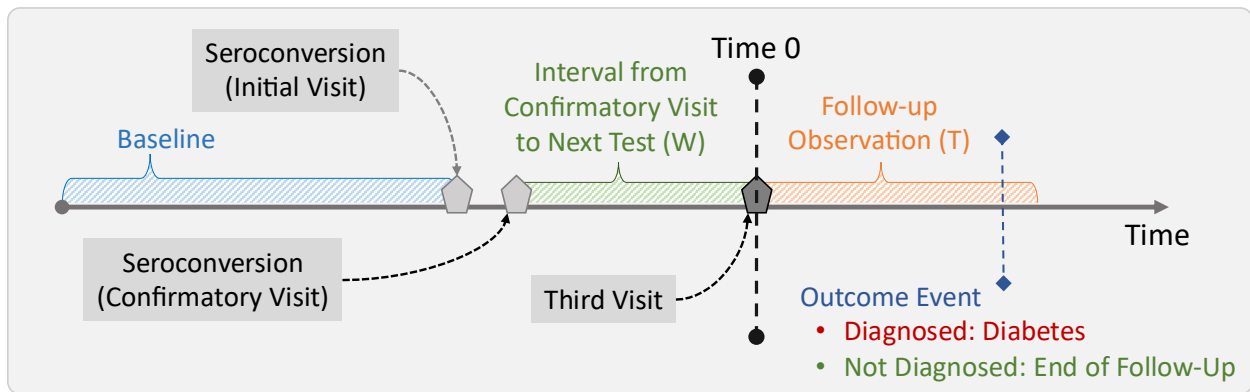 Seroconversion
(Initial Visit)
Time 0
Baseline
Interval from
Confirmatory Visit
to Next Test (W)
Follow-up
Observation (T)
Time
Seroconversion
(Confirmatory Visit)
Third Visit
Outcome Event
• Diagnosed: Diabetes
• Not Diagnosed: End of Follow-Up